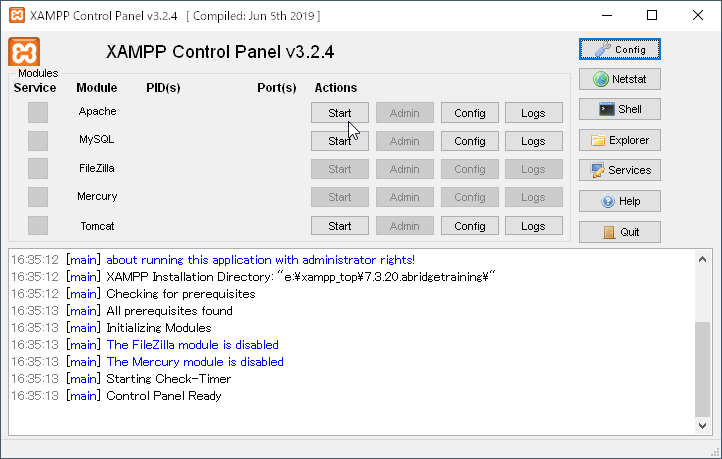 XAMPP Control Panel v3.2.4 [ Compiled: Jun 5th 2019 ]
XAMPP Control Panel v3.2.4
Config
Modules
Service Module PID(s) Port(s) Actions
Netstat
Apache Start Admin Config Logs
Shell
MySQL Start Admin Config Logs
Explorer
FileZilla Start Admin Config Logs
Services
Mercury Start Admin Config Logs
Help
Tomcat Start Admin Config Logs
Quit
16:35:12 [main] about running this application with administrator rights!
16:35:12 [main] XAMPP Installation Directory: "e:¥xampp_top¥7.3.20.abridgetraining¥"
16:35:12 [main] Checking for prerequisites
16:35:13 [main] All prerequisites found
16:35:13 [main] Initializing Modules
16:35:13 [main] The FileZilla module is disabled
16:35:13 [main] The Mercury module is disabled
16:35:13 [main] Starting Check-Timer
16:35:13 [main] Control Panel Ready